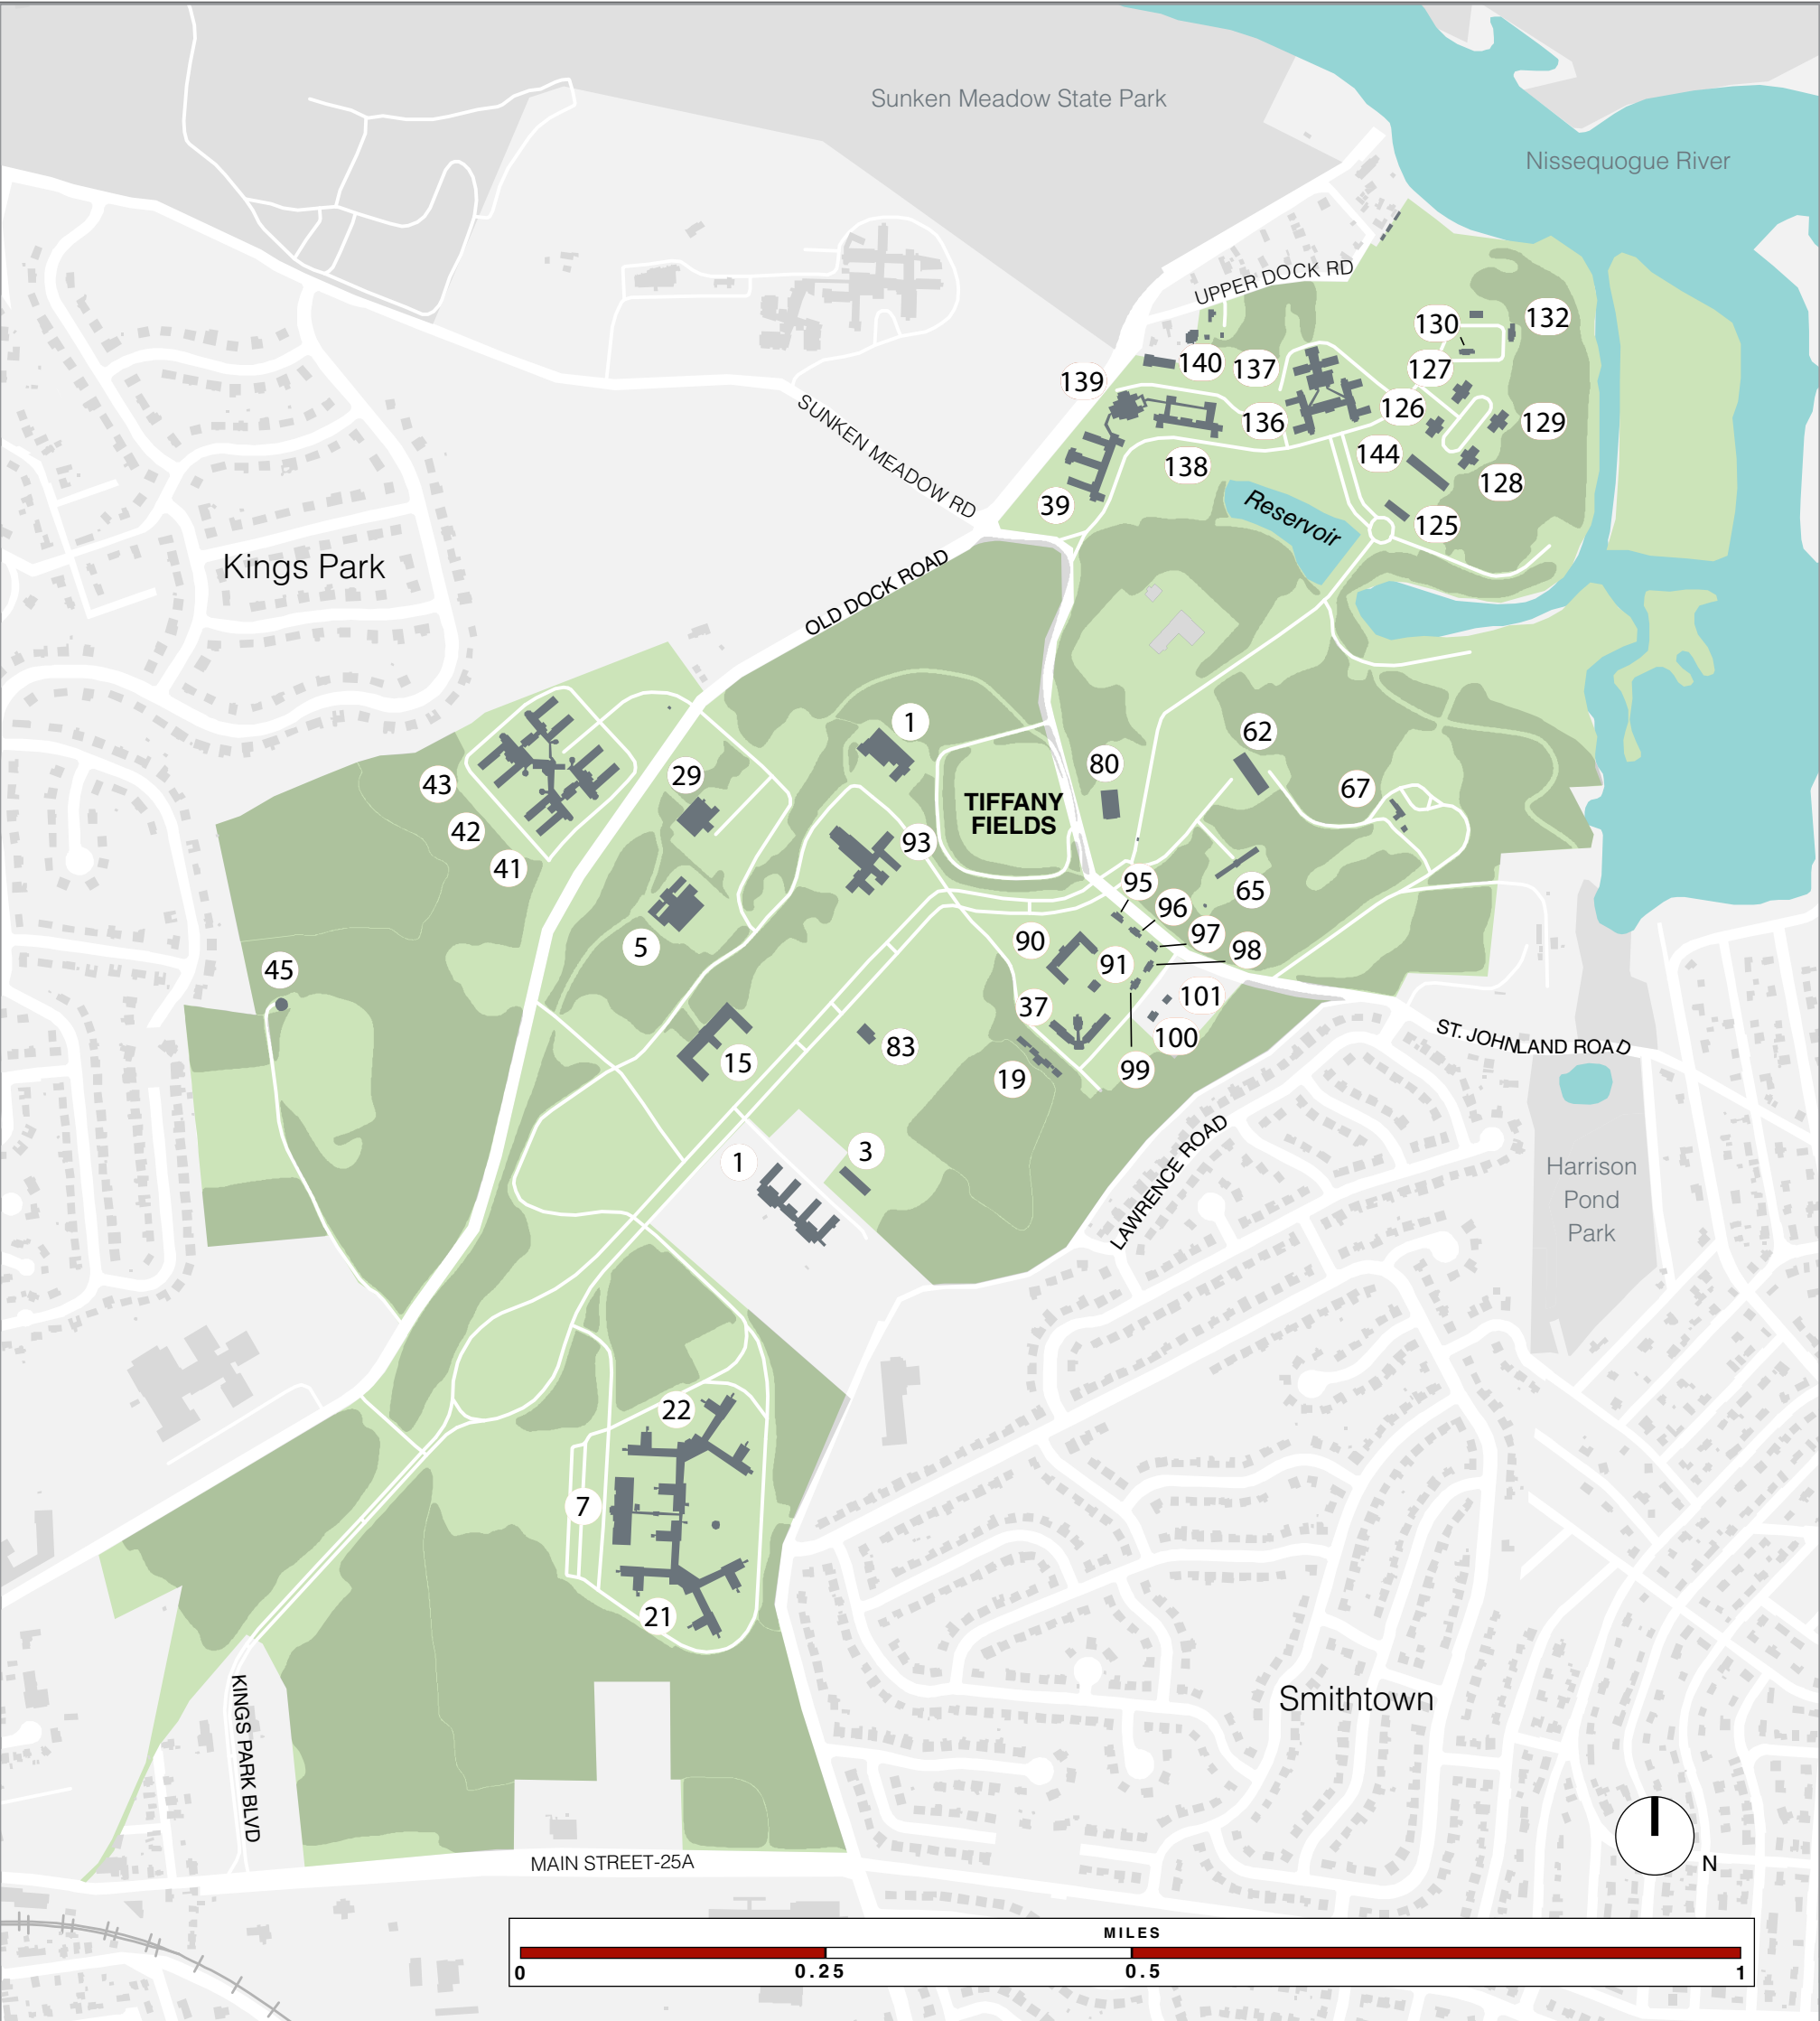 Sunken Meadow State Park
Nissequogue River
UPPER DOCK RD
130
132
140
137
127
139
126
136
129
144
138
128
SUNKEN MEADOW RD
39
Reservoir
125
Kings Park
OLD DOCK ROAD
1
62
80
29
43
67
TIFFANY
FIELDS
42
93
41
95
65
96
5
90
97
98
91
45
101
37
100
ST. JOHNLAND ROAD
83
15
99
19
LAWRENCE ROAD
3
1
Harrison
Pond
Park
22
7
21
KINGS PARK BLVD
Smithtown
MAIN STREET-25A
N
MILES
0
0.25
0.5
1